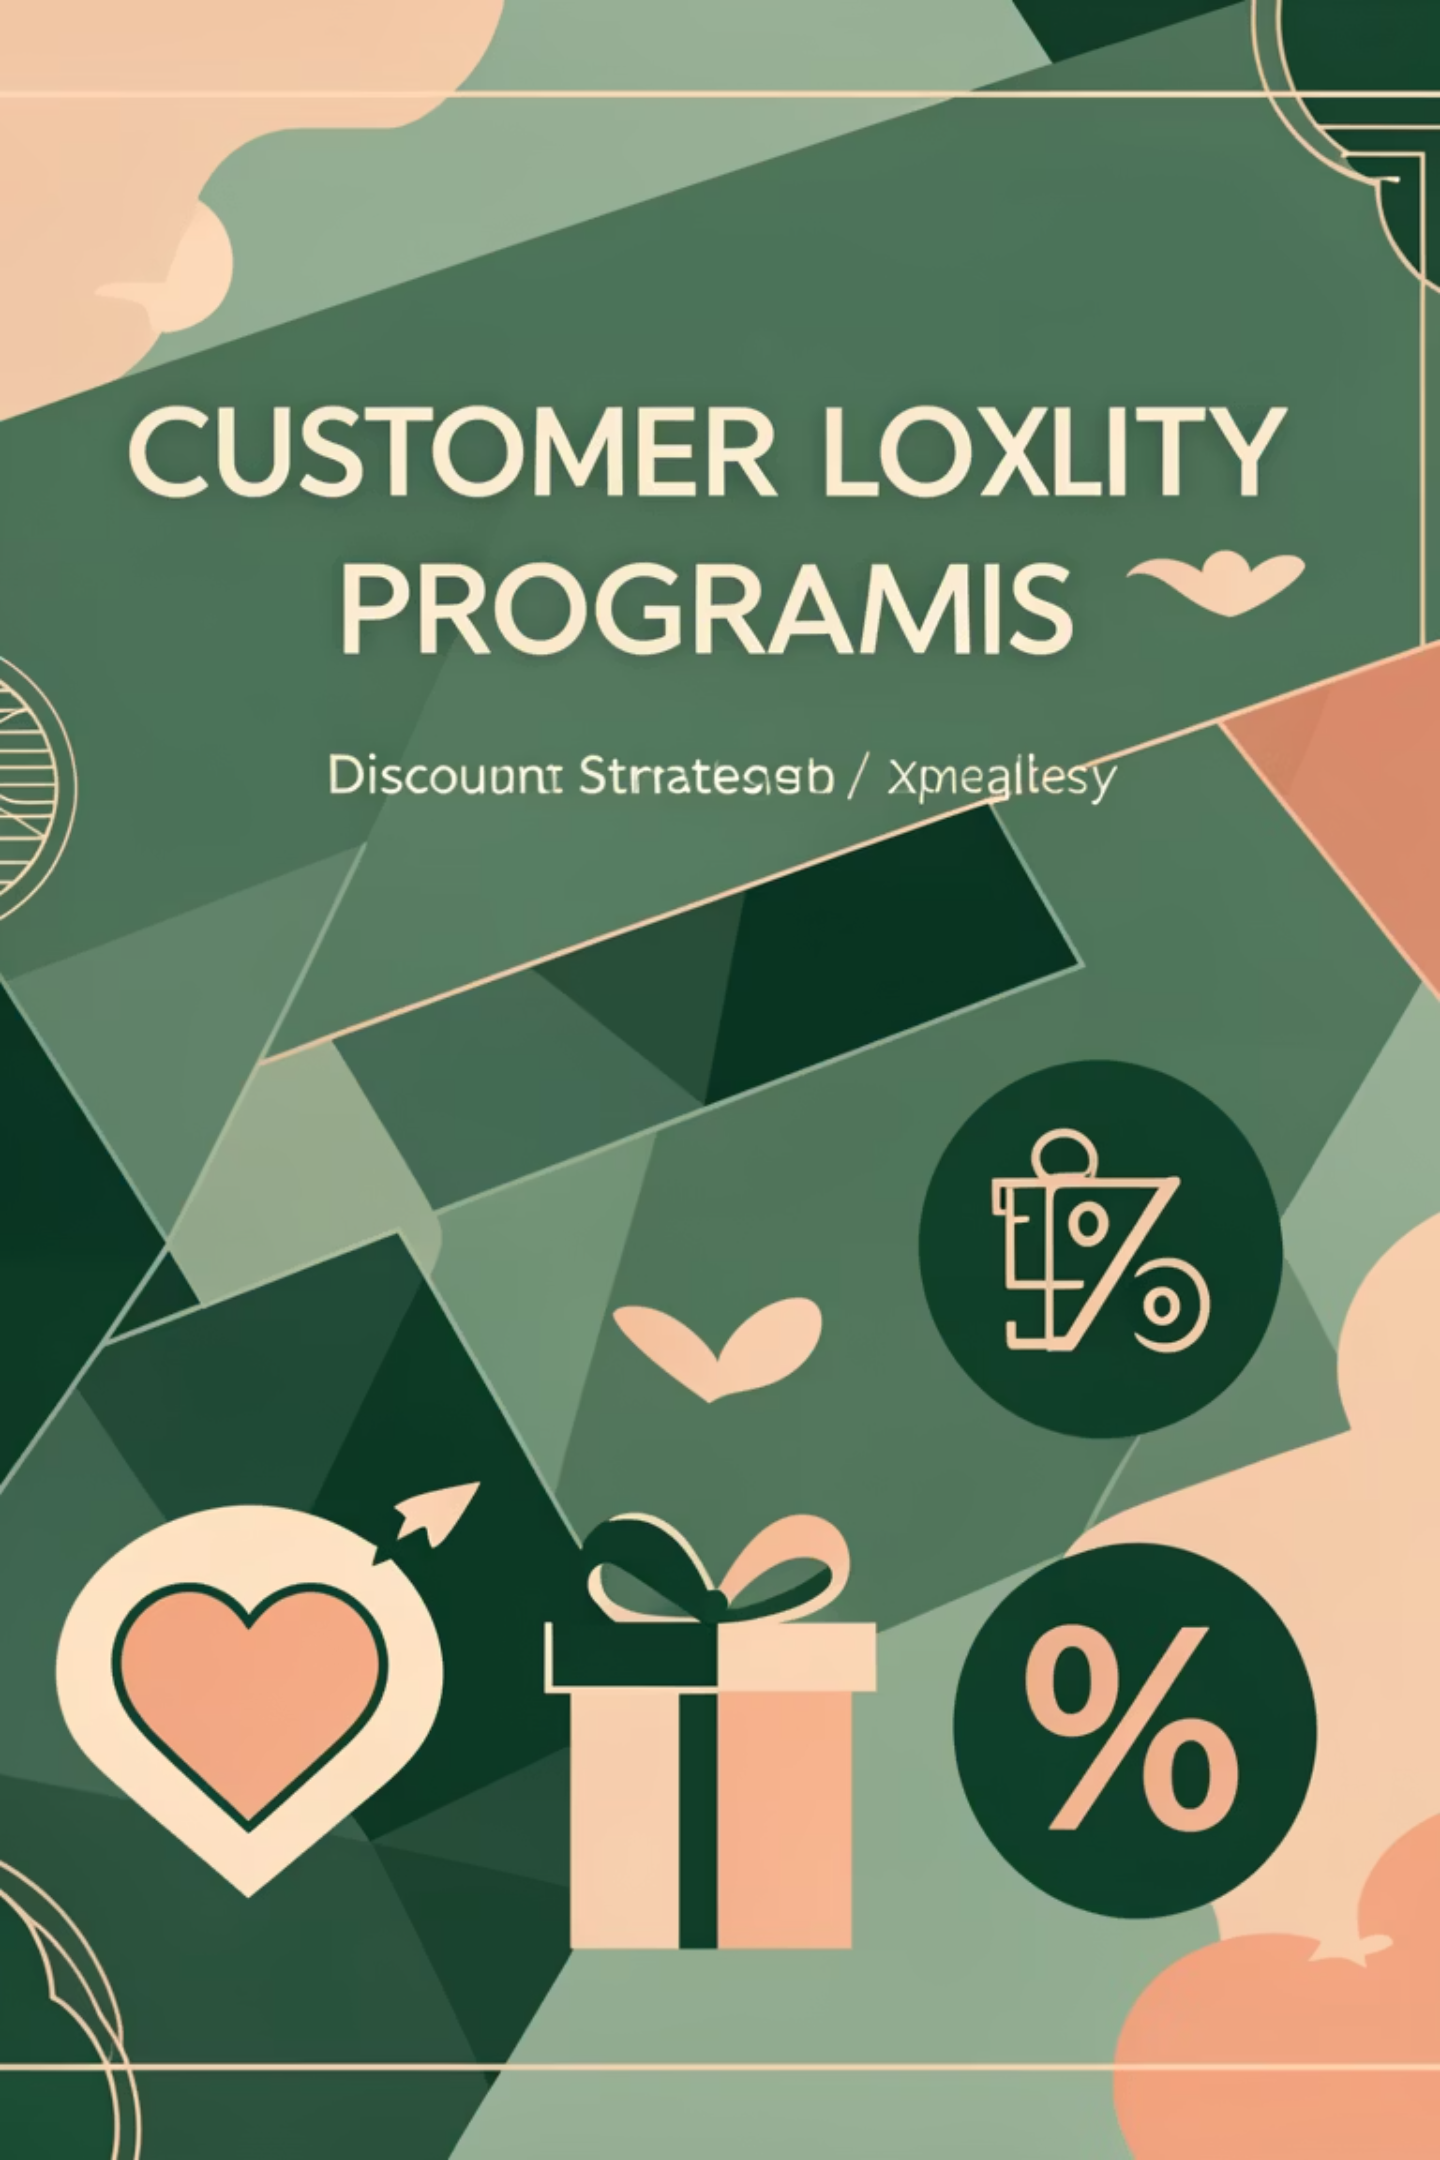 CUSTOMER LOXLITY
PROGRAMIS
Discouunt Strratesasb / Xpmealtesy
%